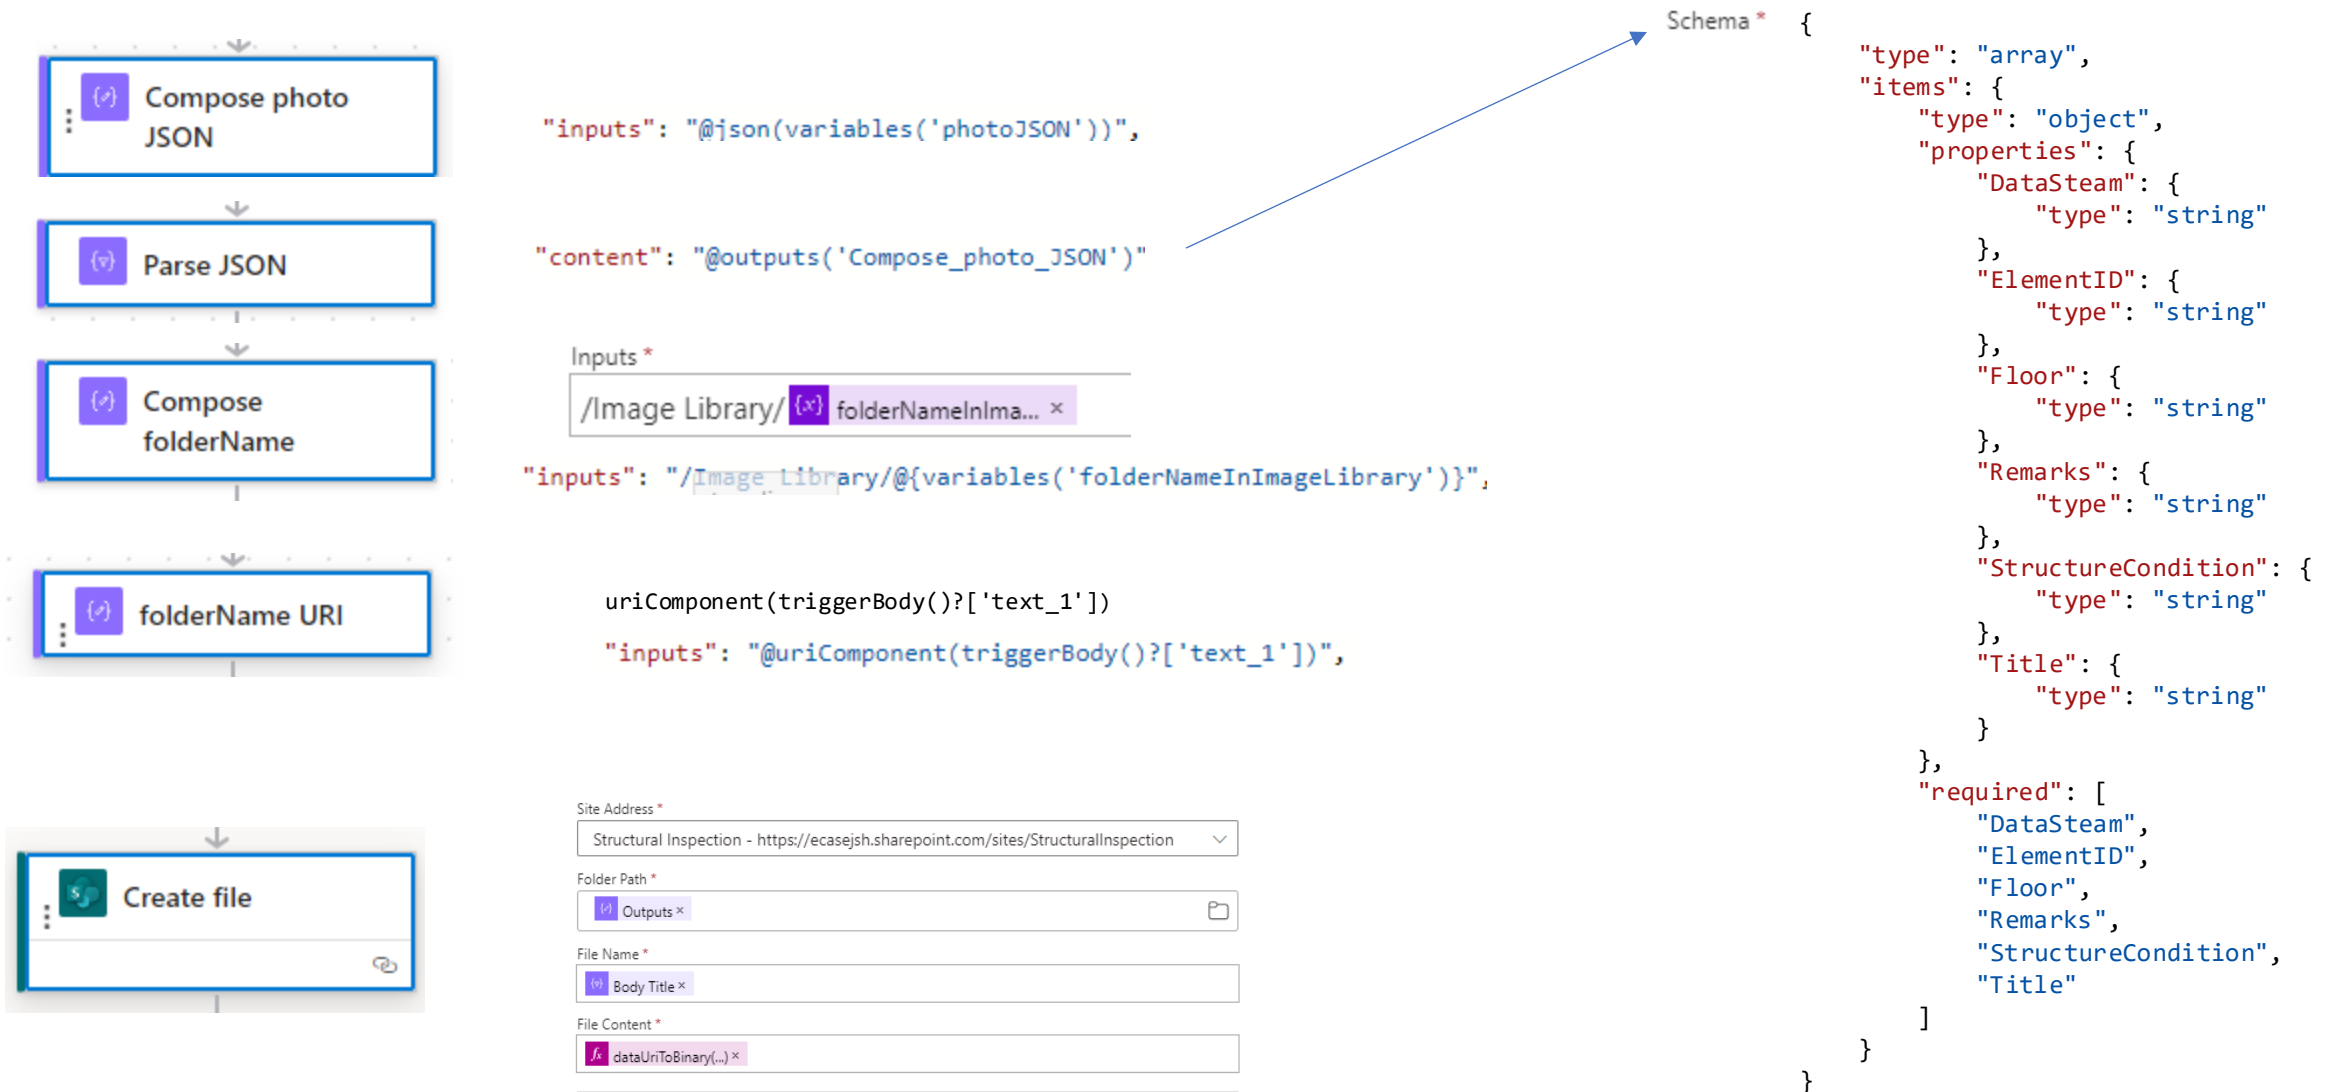 Compose photo
JSON
"inputs": "@json(variables('photoJSON'))",
Parse JSON
"content": "@outputs('Compose_photo_JSON')"
Compose
folderName
Inputs *
/Image Library/ {x} folderNameInIma... ×
"inputs": "/Image Library/@{variables('folderNameInImageLibrary')}",
folderName URI
uriComponent(triggerBody()?['text_1'])
"inputs": "@uriComponent(triggerBody()?['text_1'])",
Create file
Site Address *
Structural Inspection - https://ecasejsh.sharepoint.com/sites/StructuralInspection
Folder Path *
Outputs ×
File Name *
Body Title ×
File Content *
fx dataUriToBinary(...) ×
Schema * {
"type": "array",
"items": {
"type": "object",
"properties": {
"DataSteam": {
"type": "string"
},
"ElementID": {
"type": "string"
},
"Floor": {
"type": "string"
},
"Remarks": {
"type": "string"
},
"StructureCondition": {
"type": "string"
},
"Title": {
"type": "string"
}
},
"required": [
"DataSteam",
"ElementID",
"Floor",
"Remarks",
"StructureCondition",
"Title"
]
}
}